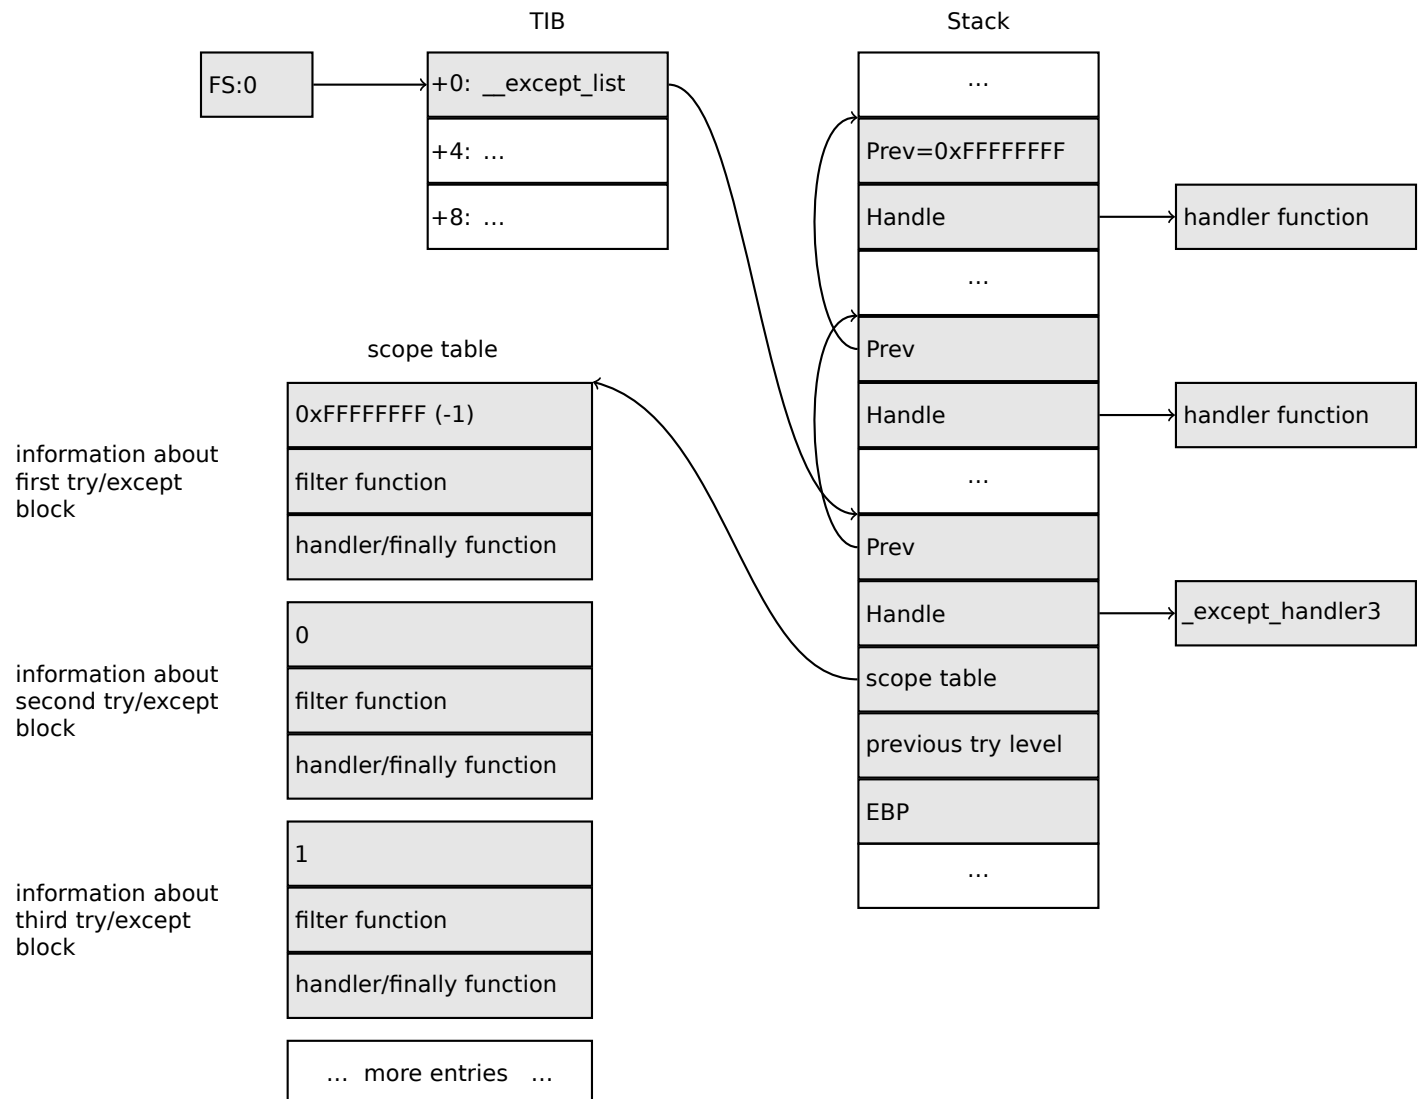 TIB
FS:0
+0: __except_list
+4: ...
+8: ...
Stack
...
Prev=0xFFFFFFFF
Handle
handler function
...
Prev
Handle
handler function
...
Prev
Handle
_except_handler3
scope table
previous try level
EBP
...
scope table
information about
first try/except
block
0xFFFFFFFF (-1)
filter function
handler/finally function
information about
second try/except
block
0
filter function
handler/finally function
information about
third try/except
block
1
filter function
handler/finally function
... more entries ...